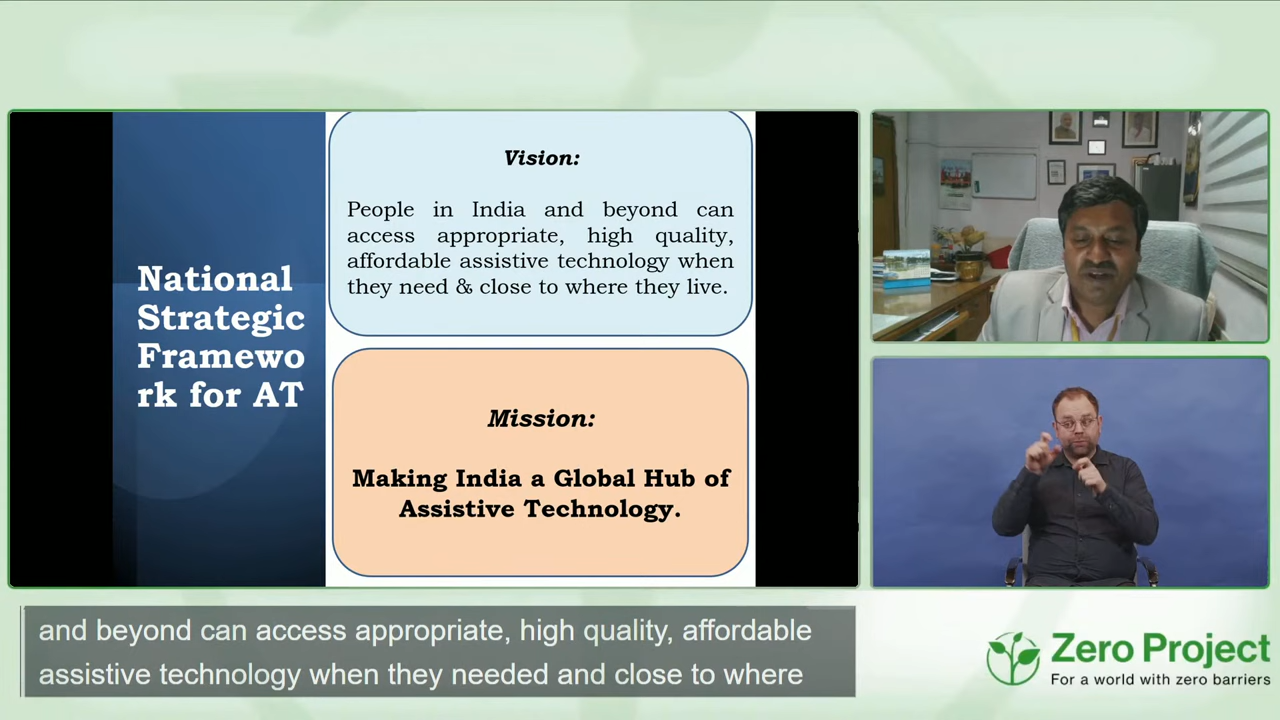 National
Strategic
Framewo
rk for AT
Vision:
People in India and beyond can
access appropriate, high quality,
affordable assistive technology when
they need & close to where they live.
Mission:
Making India a Global Hub of
Assistive Technology.
and beyond can access appropriate, high quality, affordable
assistive technology when they needed and close to where
Zero Project
For a world with zero barriers